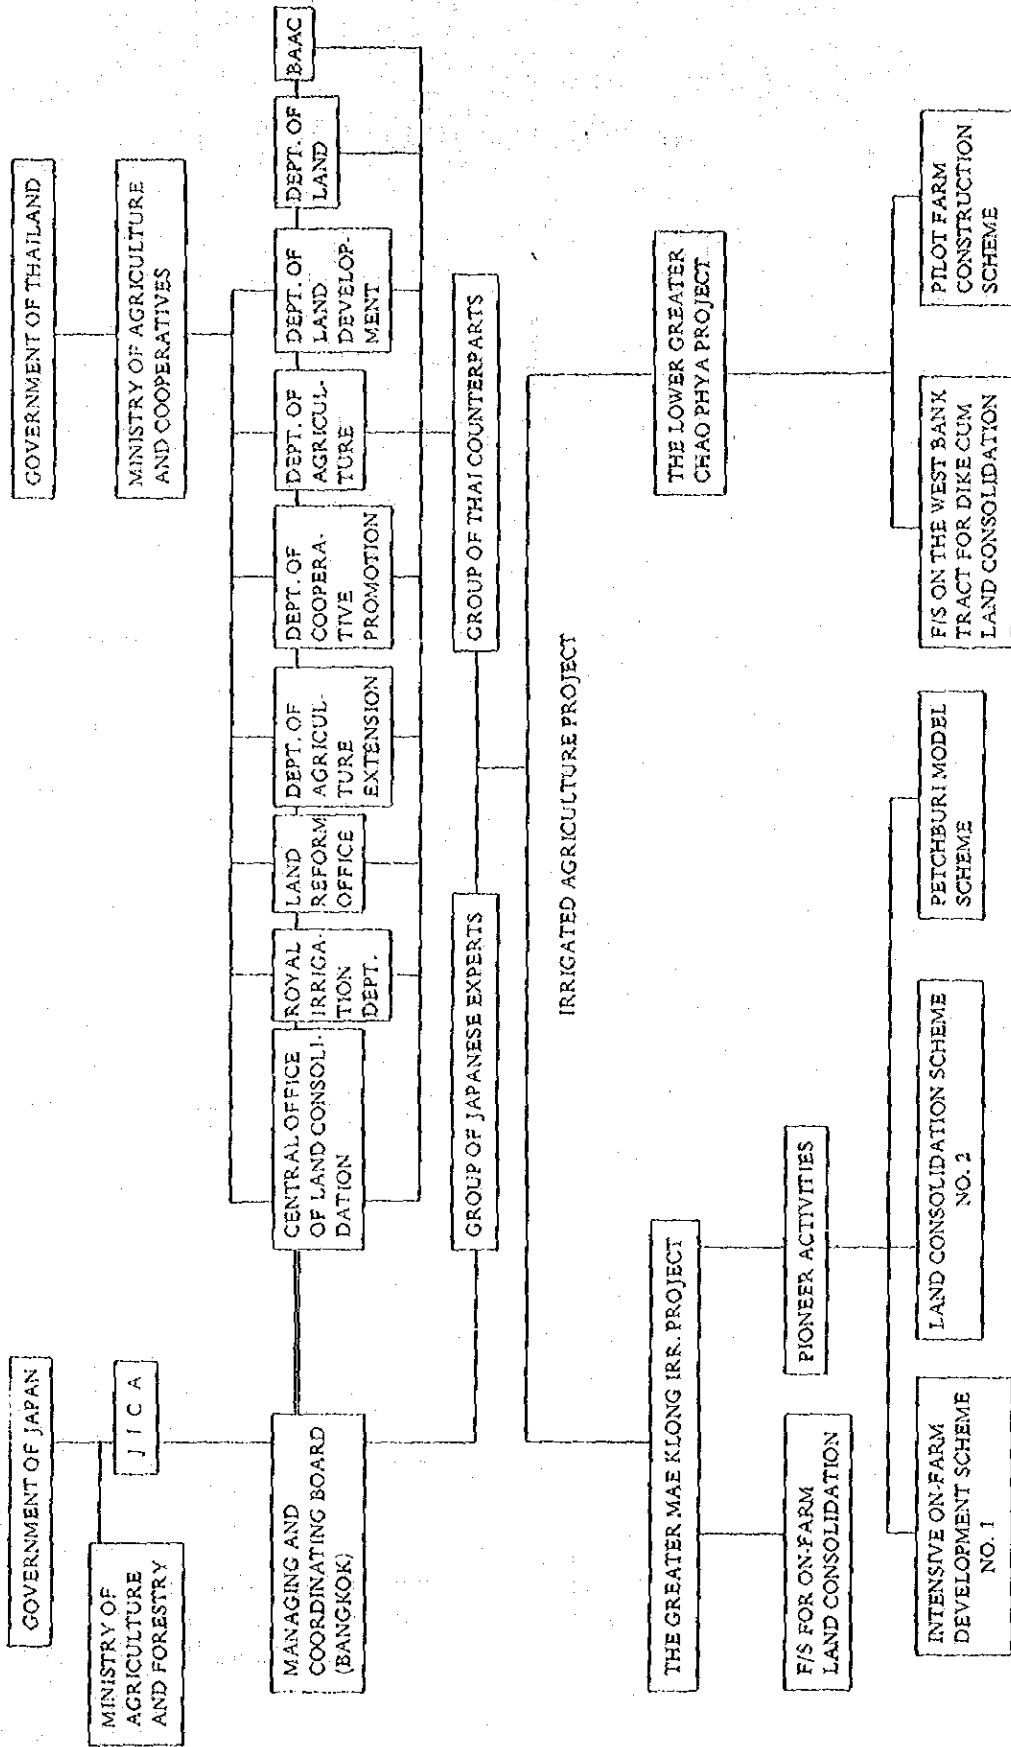 GOVERNMENT OF JAPAN
MINISTRY OF
AGRICULTURE
AND FORESTRY
J I C A
GOVERNMENT OF THAILAND
MINISTRY OF AGRICULTURE
AND COOPERATIVES
MANAGING AND
COORDINATING BOARD
(BANGKOK)
CENTRAL OFFICE
OF LAND CONSOLI-
DATION
ROYAL
IRRIGA-
TION
DEPT.
LAND
REFORM
OFFICE
DEPT. OF
AGRICUL-
TURE
EXTENSION
DEPT. OF
COOPERA-
TIVE
PROMOTION
DEPT. OF
AGRICUL-
TURE
DEPT. OF
LAND
DEVELOP-
MENT
DEPT. OF
LAND
BAAC
GROUP OF JAPANESE EXPERTS
GROUP OF THAI COUNTERPARTS
IRRIGATED AGRICULTURE PROJECT
THE GREATER MAE KLONG IRR. PROJECT
THE LOWER GREATER
CHAO PHYA PROJECT
F/S FOR ON-FARM
LAND CONSOLIDATION
PIONEER ACTIVITIES
INTENSIVE ON-FARM
DEVELOPMENT SCHEME
NO. 1
LAND CONSOLIDATION SCHEME
NO. 2
PETCHBURI MODEL
SCHEME
F/S ON THE WEST BANK
TRACT FOR DIKE CUM
LAND CONSOLIDATION
PILOT FARM
CONSTRUCTION
SCHEME